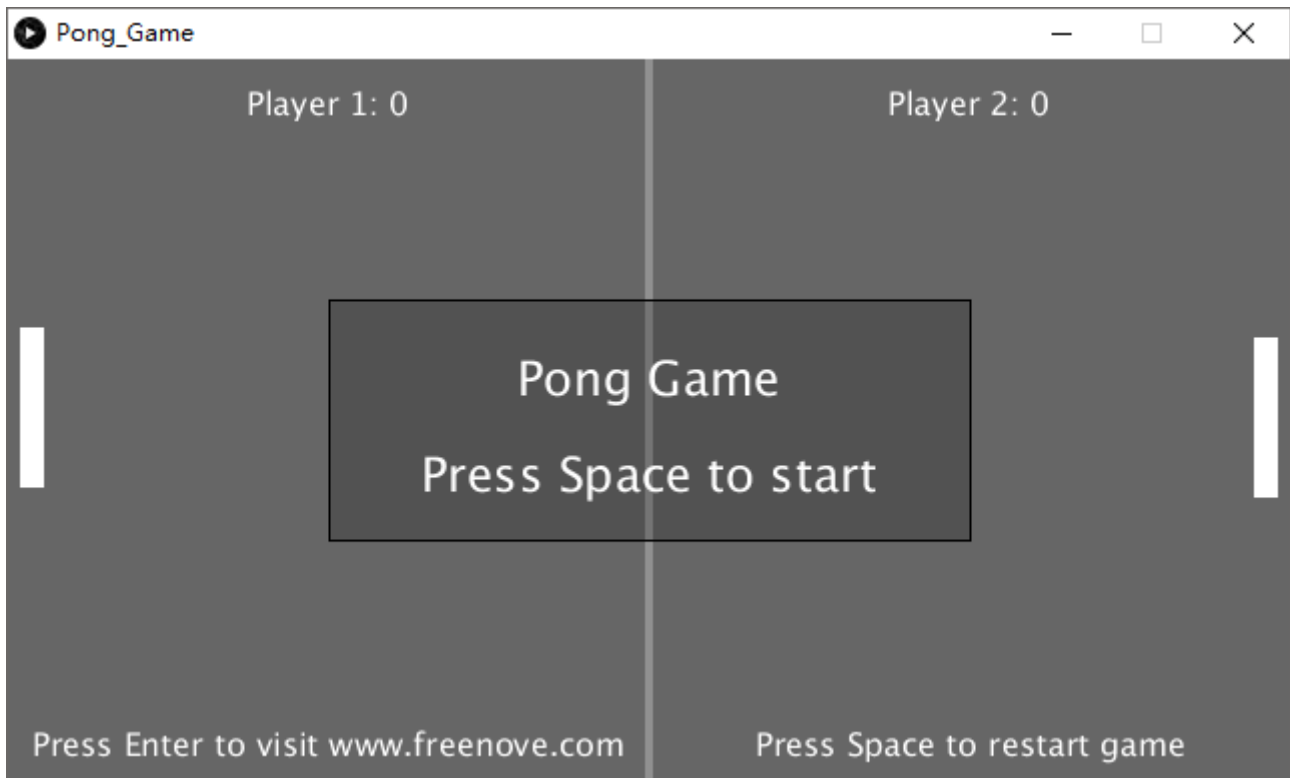 Pong_Game
Player 1: 0
Player 2: 0
Pong Game
Press Space to start
Press Enter to visit www.freenove.com
Press Space to restart game